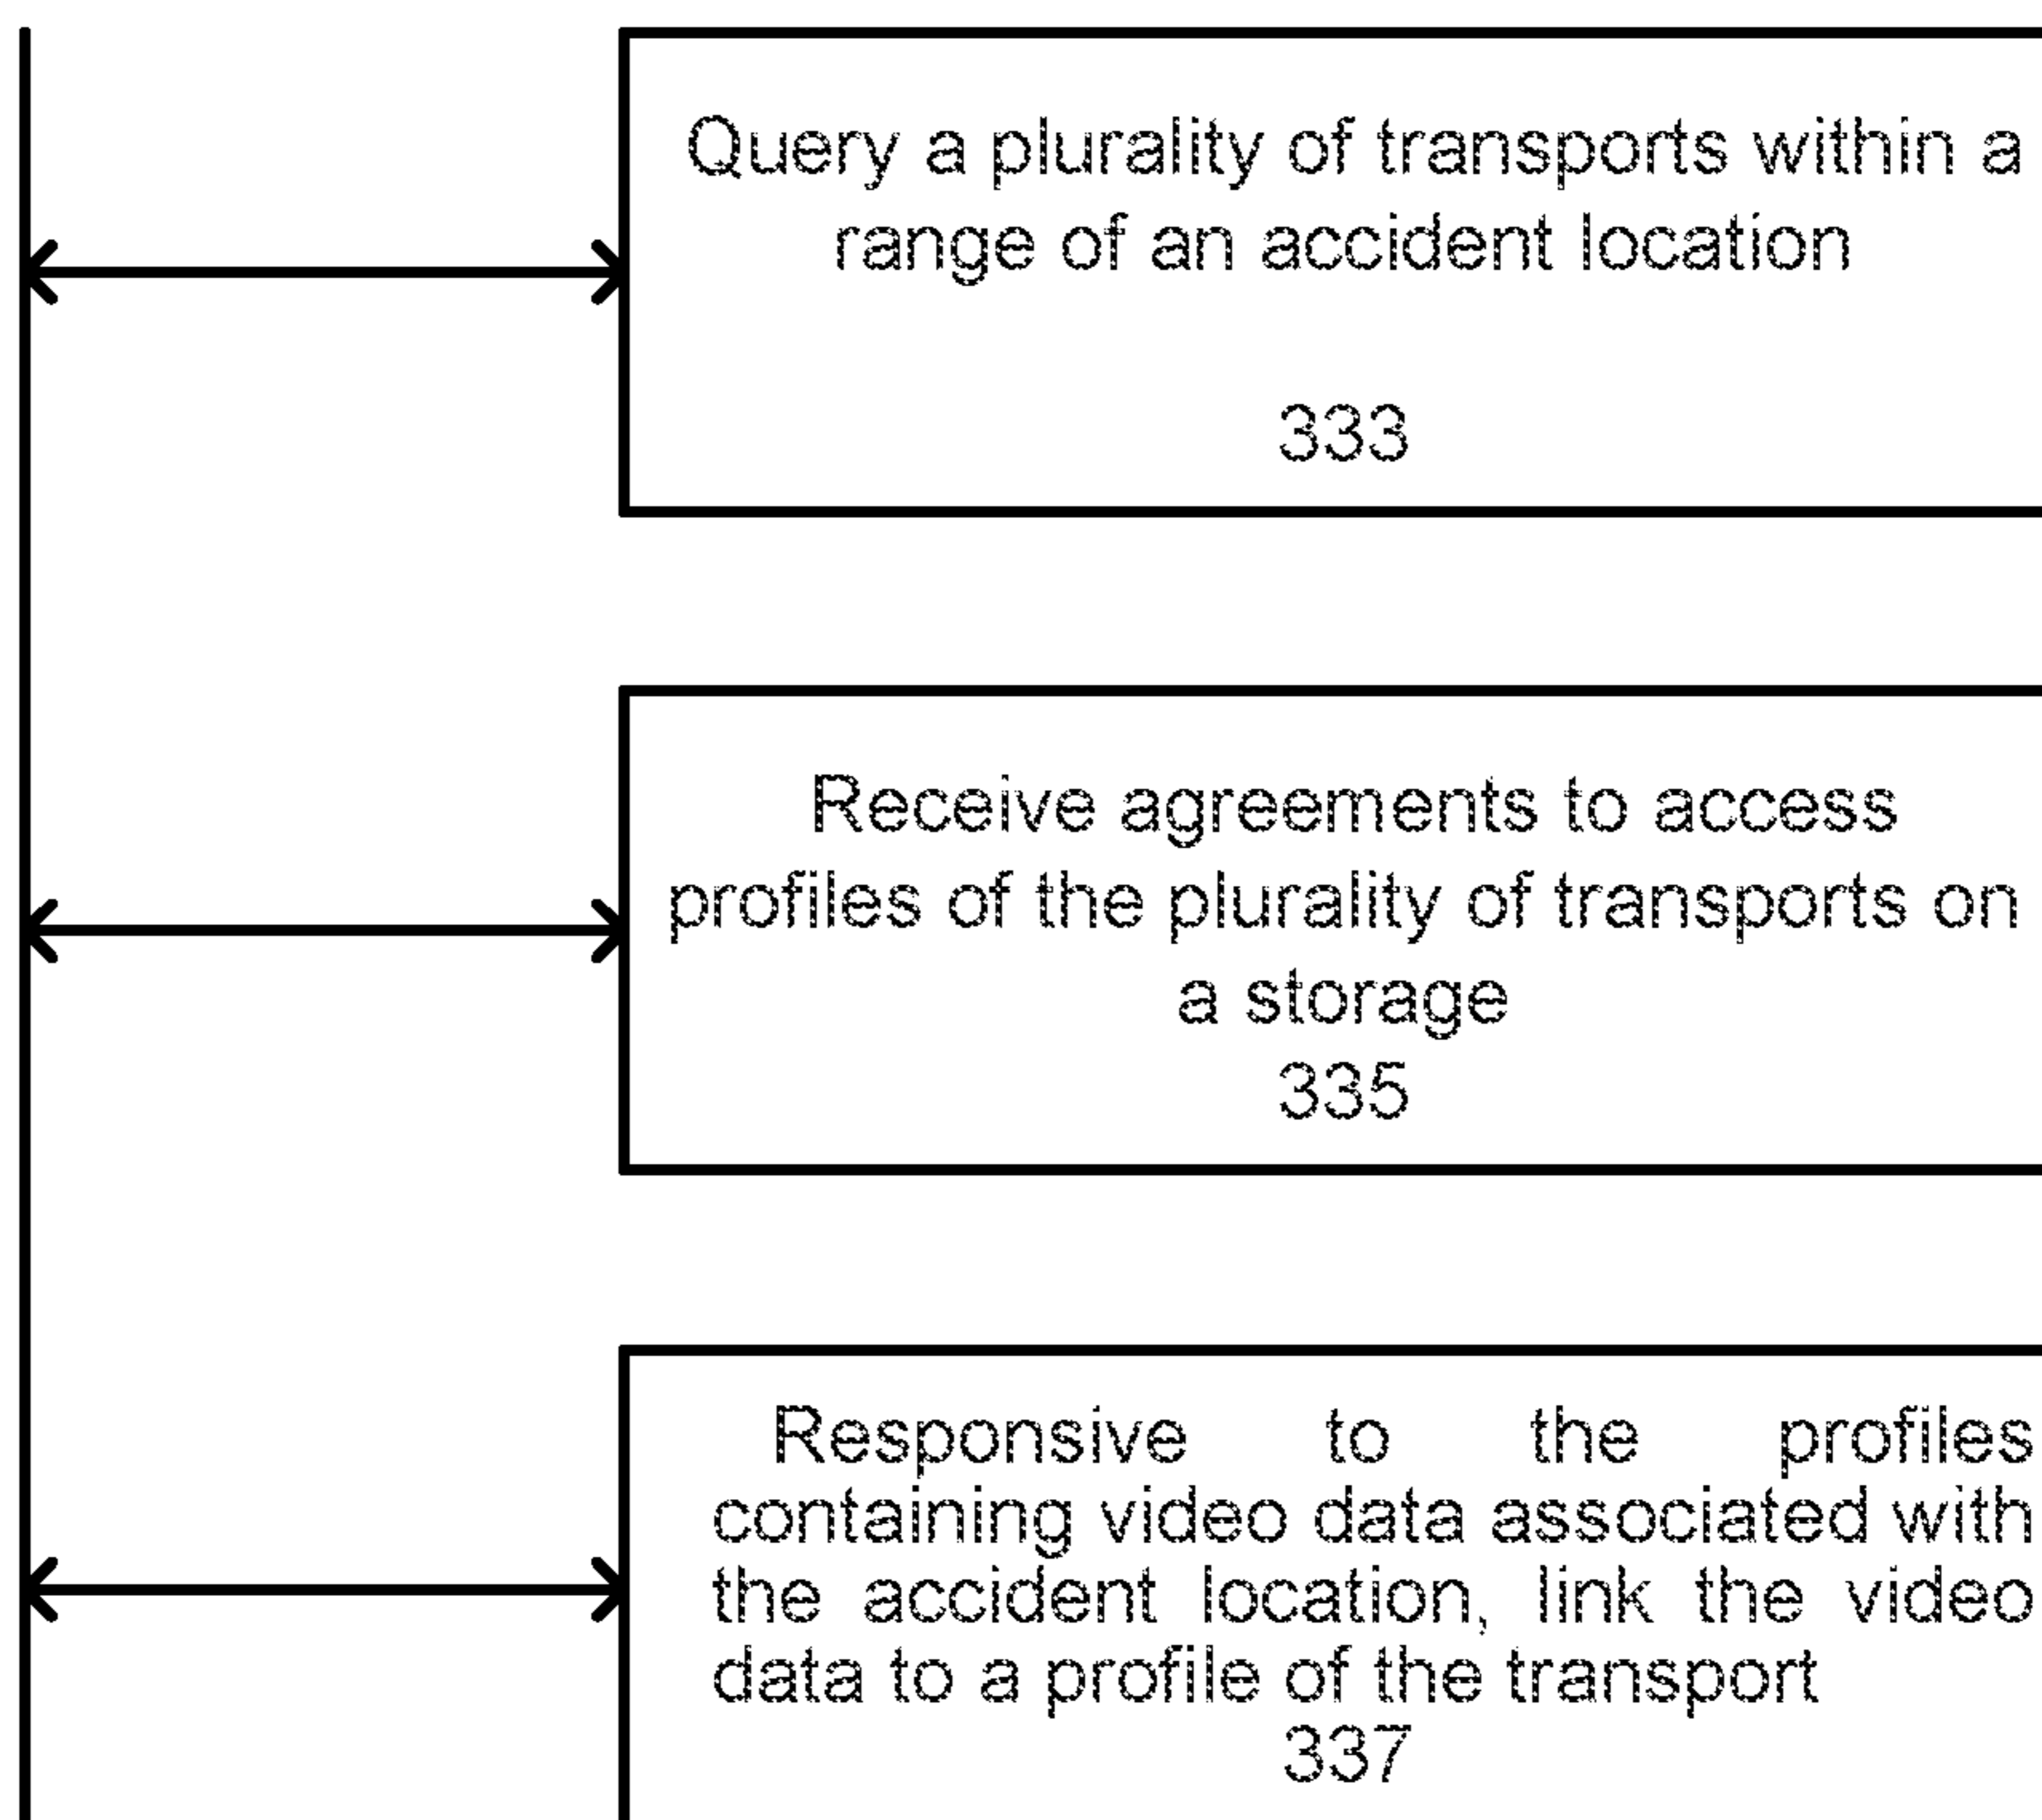 Query a plurality of transports within a
range of an accident location
333
Receive agreements to access
profiles of the plurality of transports on
a storage
335
Responsive to the profiles
containing video data associated with
the accident location, link the video
data to a profile of the transport
337